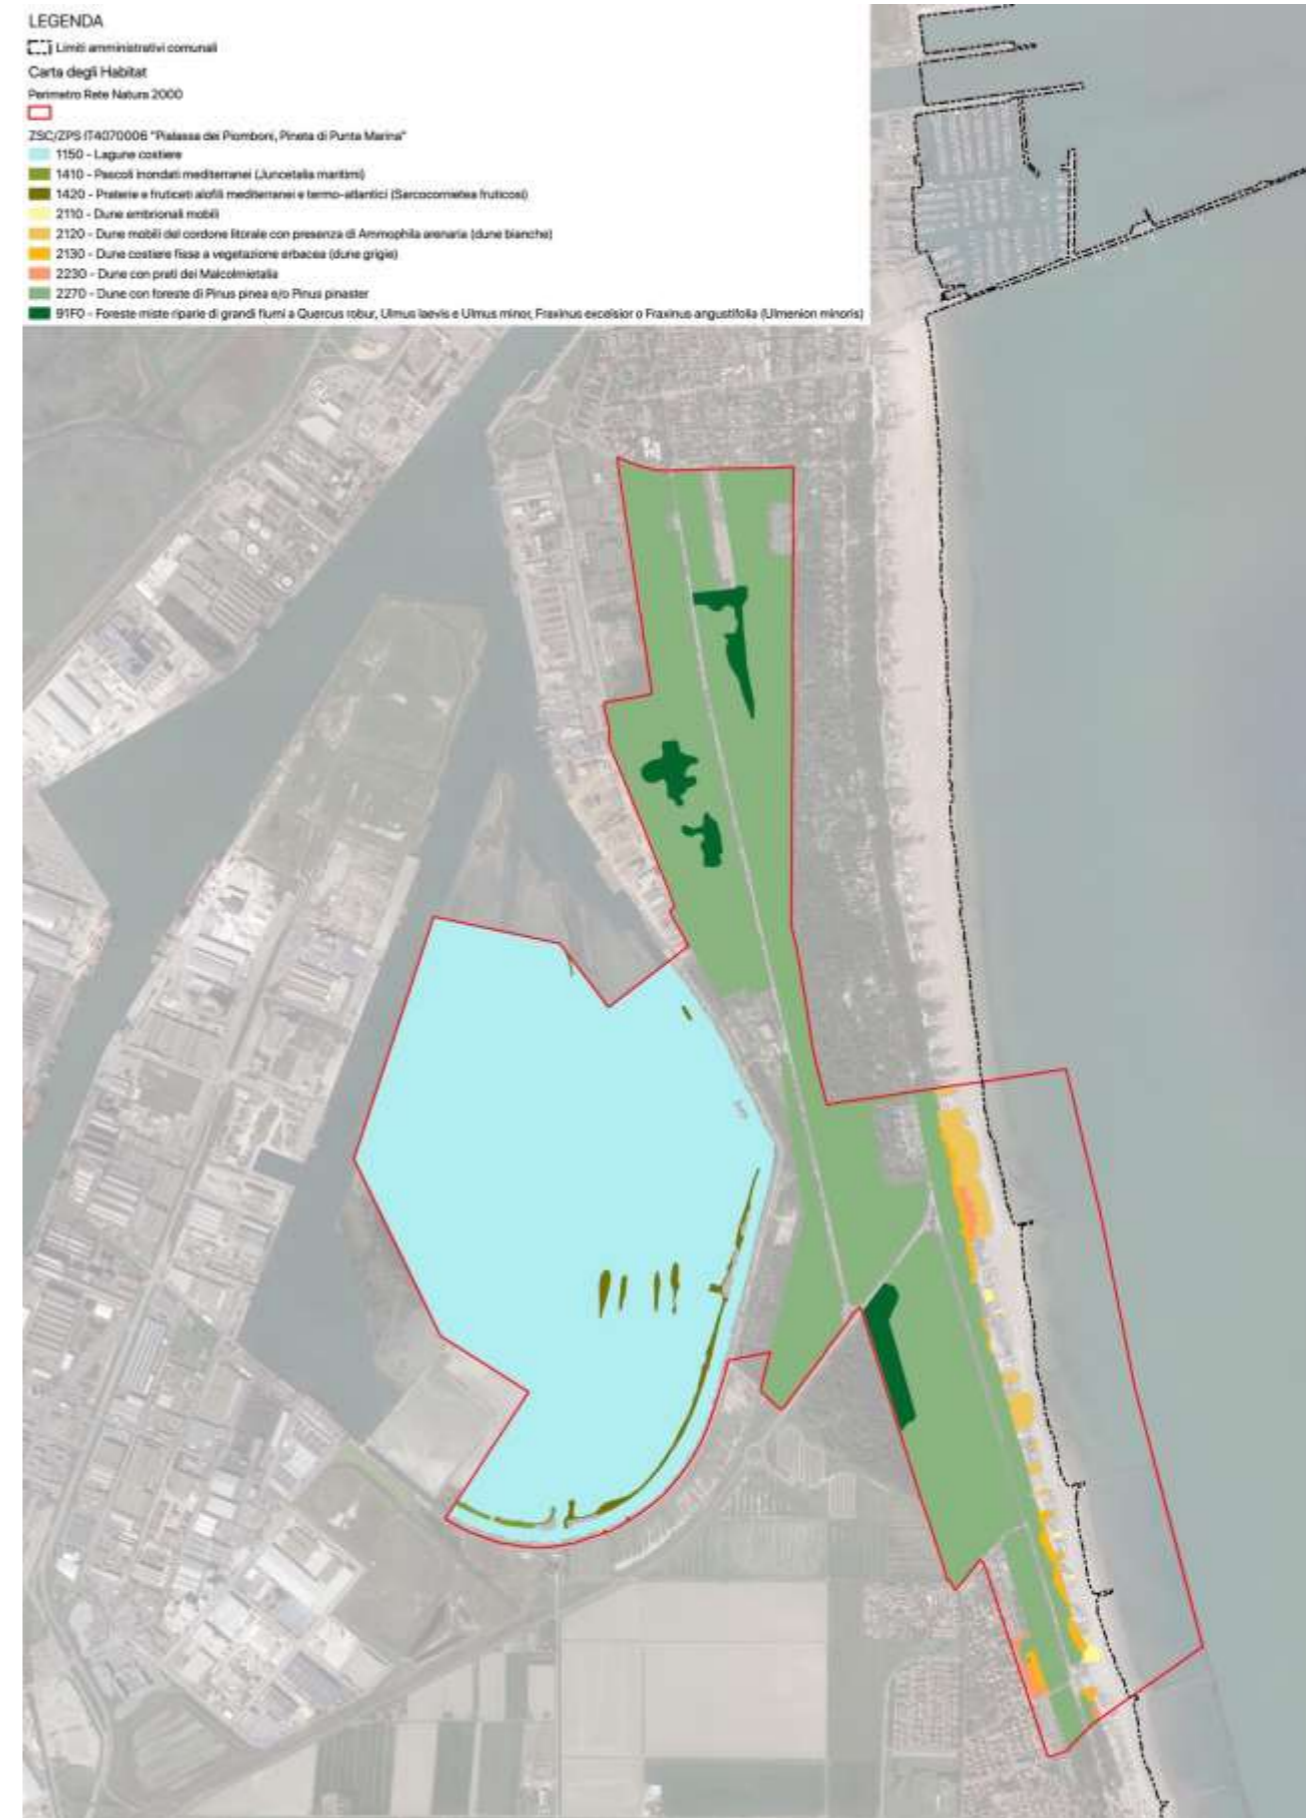 LEGENDA
Limiti amministrativi comunali
Carta degli Habitat
Perimetro Rete Natura 2000
ZSC/ZPS IT4070006 "Pialassa dei Piomboni, Pineta di Punta Marina"
1150 - Lagune costiere
1410 - Pascoli inondati mediterranei (Juncetalia maritimi)
1420 - Praterie e fruticeti alofili mediterranei e termo-atlantici (Sarcocornietea fruticosi)
2110 - Dune embrionali mobili
2120 - Dune mobili del cordone litorale con presenza di Ammophila arenaria (dune bianche)
2130 - Dune costiere fisse a vegetazione erbacea (dune grigie)
2230 - Dune con prati dei Malcolmietalia
2270 - Dune con foreste di Pinus pinea e/o Pinus pinaster
91F0 - Foreste miste riparie di grandi fiumi a Quercus robur, Ulmus laevis e Ulmus minor, Fraxinus excelsior o Fraxinus angustifolia (Ulmenion minoris)